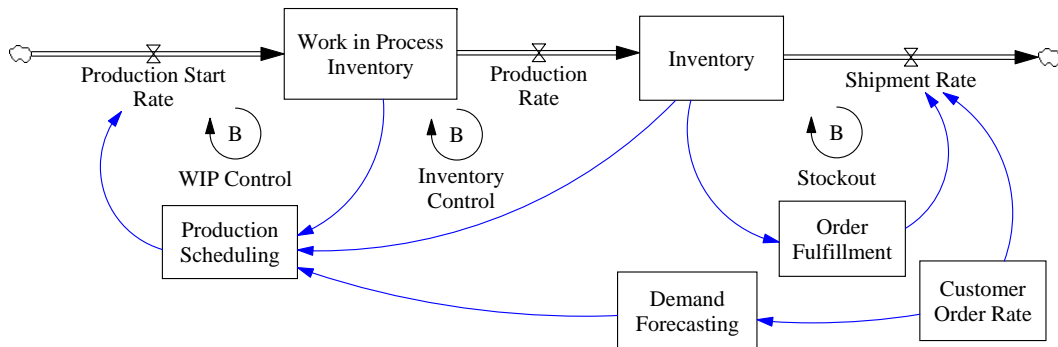 Work in Process
Inventory
Inventory
Production Start
Rate
Production
Rate
Shipment Rate
B
WIP Control
B
Inventory
Control
B
Stockout
Production
Scheduling
Order
Fulfillment
Demand
Forecasting
Customer
Order Rate